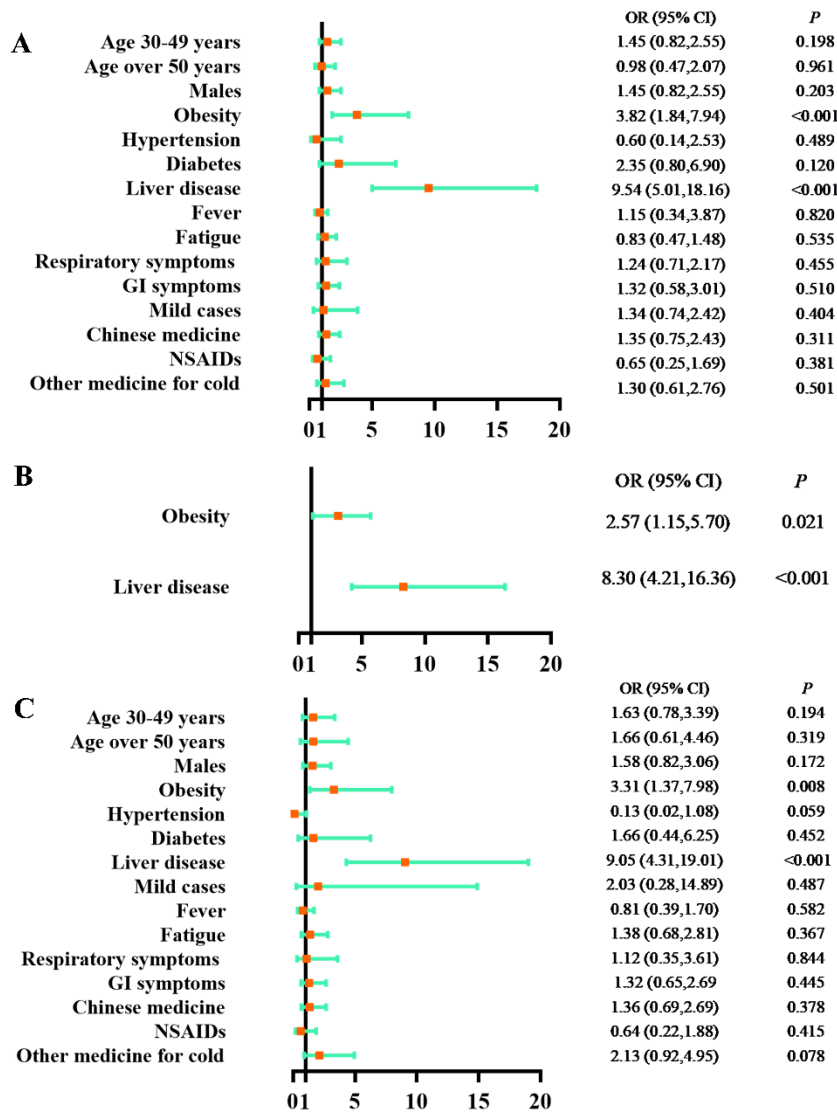 A
OR (95% CI) P
Age 30-49 years 1.45 (0.82,2.55) 0.198
Age over 50 years 0.98 (0.47,2.07) 0.961
Males 1.45 (0.82,2.55) 0.203
Obesity 3.82 (1.84,7.94) <0.001
Hypertension 0.60 (0.14,2.53) 0.489
Diabetes 2.35 (0.80,6.90) 0.120
Liver disease 9.54 (5.01,18.16) <0.001
Fever 1.15 (0.34,3.87) 0.820
Fatigue 0.83 (0.47,1.48) 0.535
Respiratory symptoms 1.24 (0.71,2.17) 0.455
GI symptoms 1.32 (0.58,3.01) 0.510
Mild cases 1.34 (0.74,2.42) 0.404
Chinese medicine 1.35 (0.75,2.43) 0.311
NSAIDs 0.65 (0.25,1.69) 0.381
Other medicine for cold 1.30 (0.61,2.76) 0.501
0 1 5 10 15 20
B
OR (95% CI) P
Obesity 2.57 (1.15,5.70) 0.021
Liver disease 8.30 (4.21,16.36) <0.001
0 1 5 10 15 20
C
OR (95% CI) P
Age 30-49 years 1.63 (0.78,3.39) 0.194
Age over 50 years 1.66 (0.61,4.46) 0.319
Males 1.58 (0.82,3.06) 0.172
Obesity 3.31 (1.37,7.98) 0.008
Hypertension 0.13 (0.02,1.08) 0.059
Diabetes 1.66 (0.44,6.25) 0.452
Liver disease 9.05 (4.31,19.01) <0.001
Mild cases 2.03 (0.28,14.89) 0.487
Fever 0.81 (0.39,1.70) 0.582
Fatigue 1.38 (0.68,2.81) 0.367
Respiratory symptoms 1.12 (0.35,3.61) 0.844
GI symptoms 1.32 (0.65,2.69 0.445
Chinese medicine 1.36 (0.69,2.69) 0.378
NSAIDs 0.64 (0.22,1.88) 0.415
Other medicine for cold 2.13 (0.92,4.95) 0.078
0 1 5 10 15 20